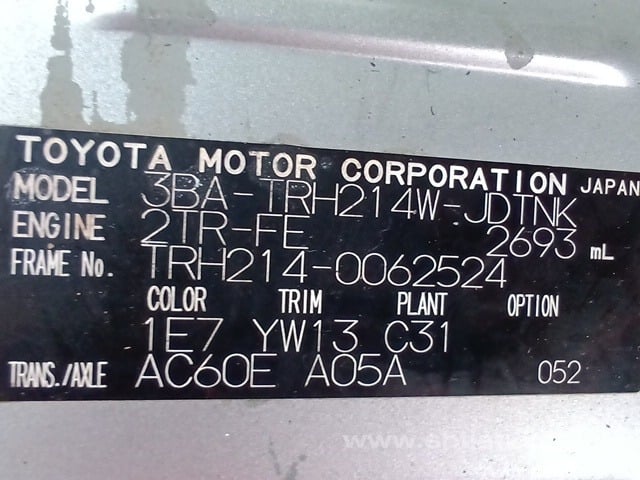 TOYOTA MOTOR CORPORATION JAPAN
MODEL 3BA-TRH214W-JDTNK
ENGINE 2TR-FE 2693 mL
FRAME No. TRH214-0062524
COLOR TRIM PLANT OPTION
1E7 YW13 C31
TRANS./AXLE AC60E A05A 052